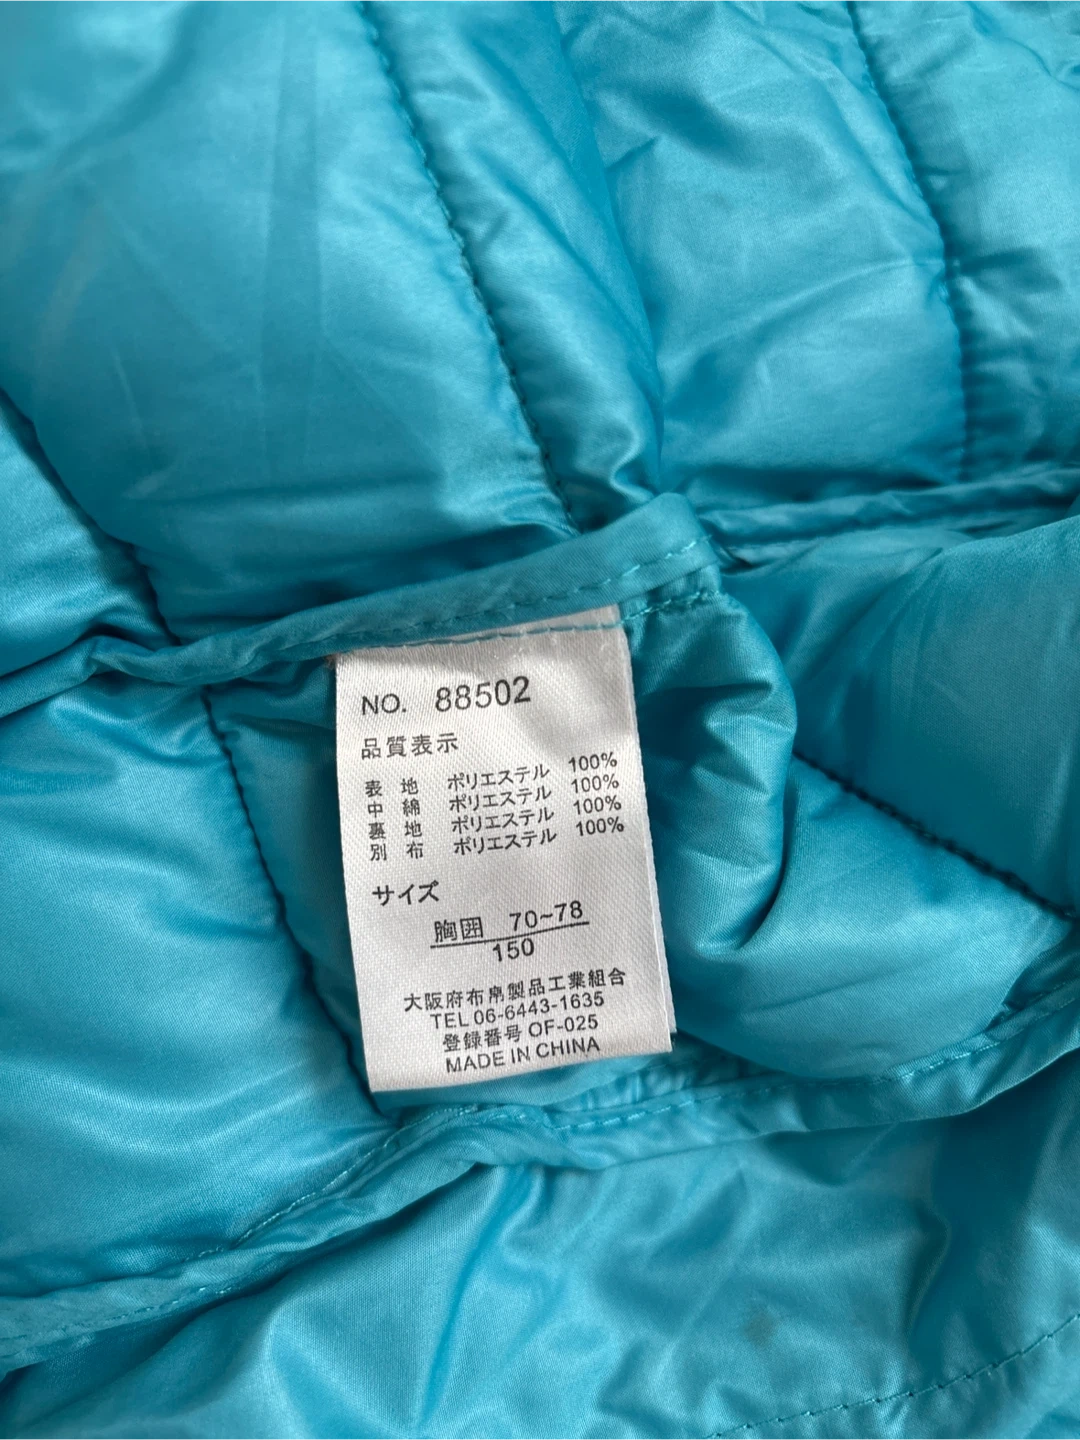 NO. 88502
品質表示
表 地 ポリエステル 100%
中 綿 ポリエステル 100%
裏 地 ポリエステル 100%
別 布 ポリエステル 100%
サイズ
胸囲 70~78
150
大阪府布帛製品工業組合
TEL 06-6443-1635
登録番号 OF-025
MADE IN CHINA